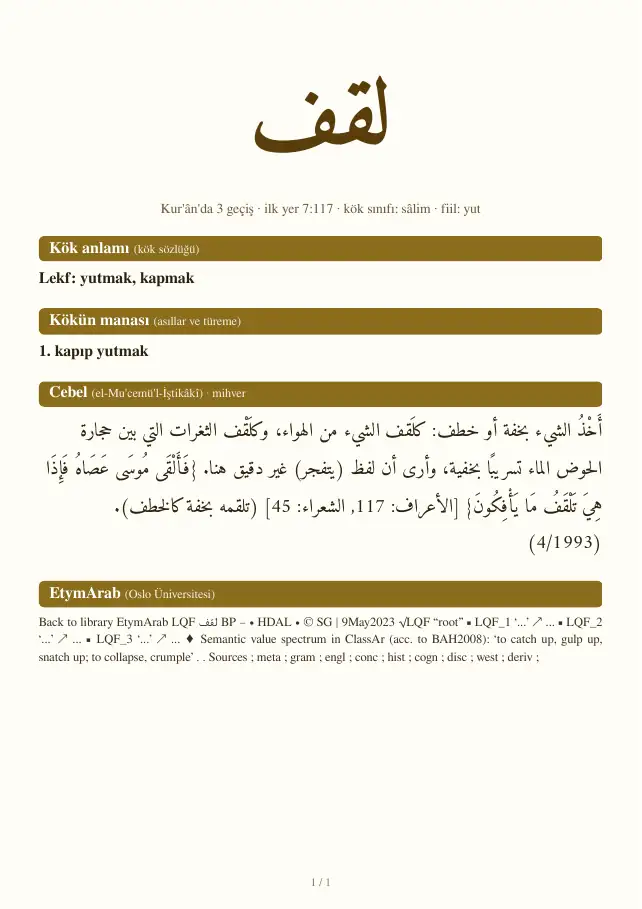 لقف
Kur'ân'da 3 geçiş · ilk yer 7:117 · kök sınıfı: sâlim · fiil: yut
Kök anlamı (kök sözlüğü)
Lekf: yutmak, kapmak
Kökün manası (asıllar ve türeme)
1. kapıp yutmak
Cebel (el-Mu'cemü'l-İştikâkî) · mihver
أَخْذُ الشيء بخفة أو خطف: كلَقف الشيء من الهواء، وكلَقْف الثغرات التي بين حجارة
الحوض الماء تسريبًا بخفية، وأرى أن لفظ (يتفجر) غير دقيق هنا. {فَأَلْقَى مُوسَى عَصَاهُ فَإِذَا
هِيَ تَلْقَفُ مَا يَأْفِكُونَ} [الأعراف: 117, الشعراء: 45] (تلقمه بخفة كالخطف).
(4/1993)
EtymArab (Oslo Üniversitesi)
Back to library EtymArab LQF لقف BP – • HDAL • © SG | 9May2023 √LQF “root” ▪ LQF_1 ‘...’ ↗ ... ▪ LQF_2
‘...’ ↗ ... ▪ LQF_3 ‘...’ ↗ ... ♦ Semantic value spectrum in ClassAr (acc. to BAH2008): ‘to catch up, gulp up,
snatch up; to collapse, crumple’ . . Sources ; meta ; gram ; engl ; conc ; hist ; cogn ; disc ; west ; deriv ;
1 / 1